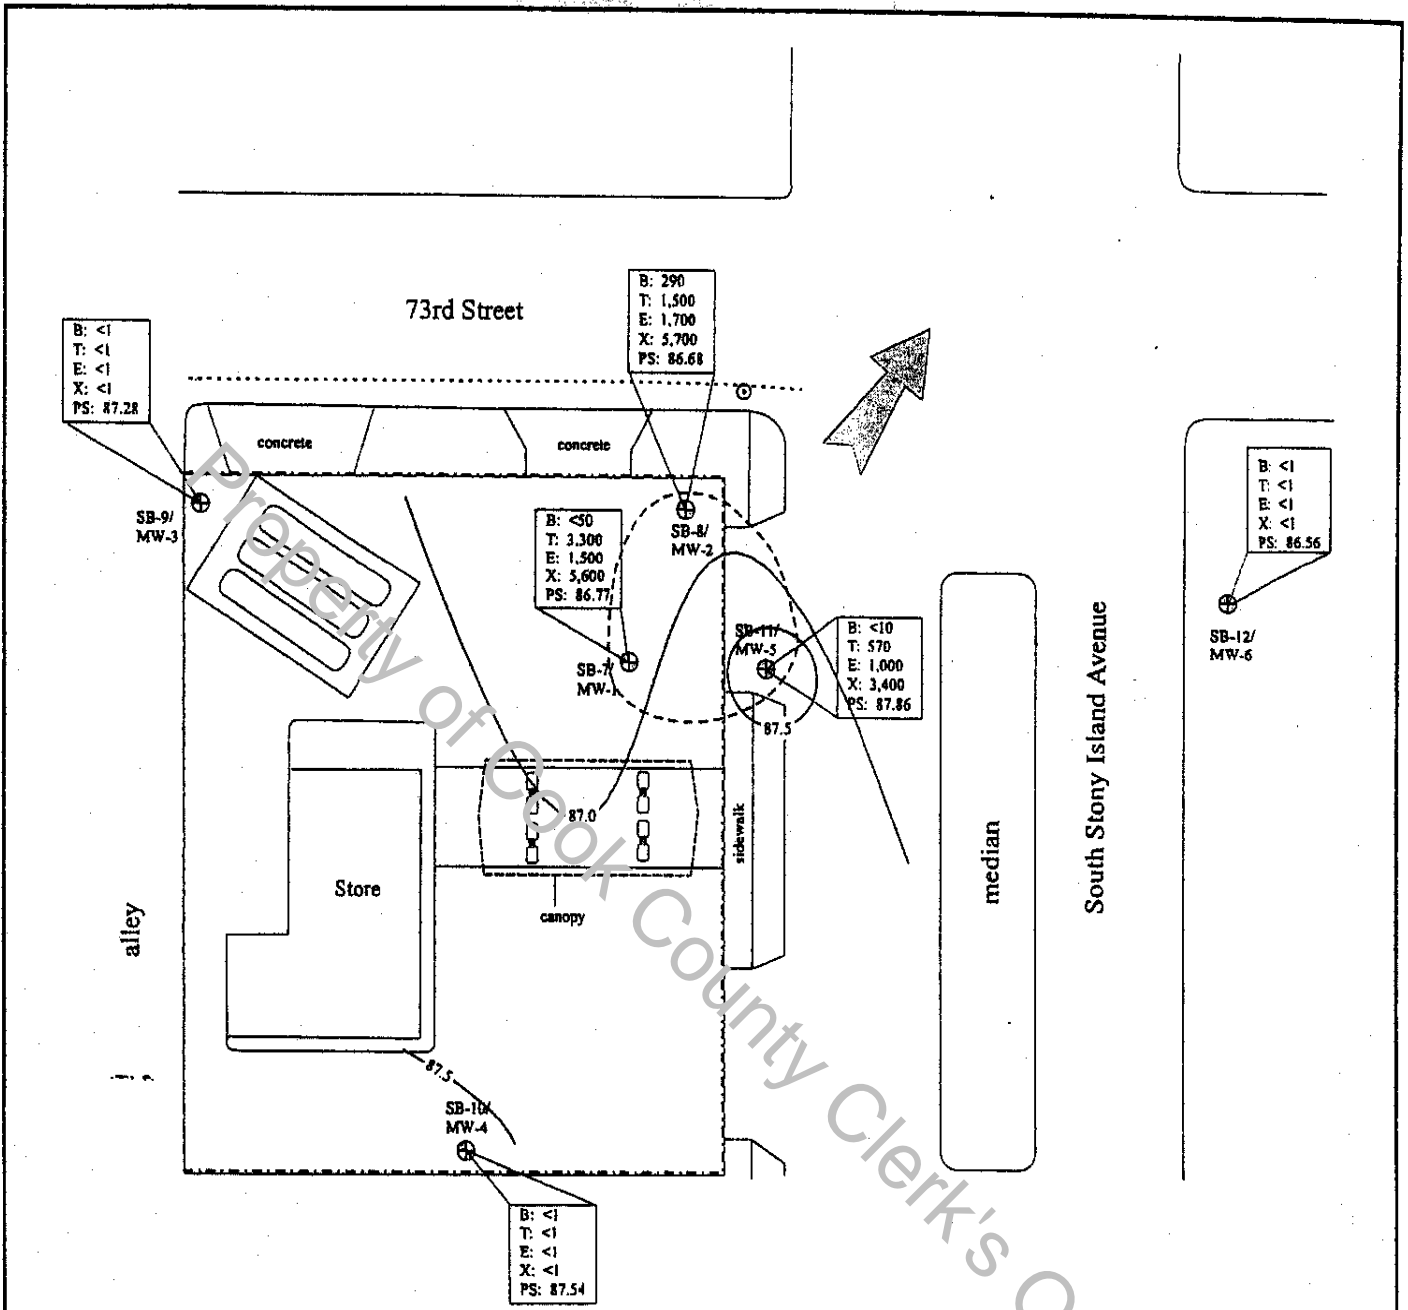 73rd Street
B: 290
T: 1,500
E: 1,700
X: 5,700
PS: 86.68
B: <1
T: <1
E: <1
X: <1
PS: 87.28
concrete
concrete
SB-9/
MW-3
B: <50
T: 3,300
E: 1,500
X: 5,600
PS: 86.77
SB-8/
MW-2
B: <1
T: <1
E: <1
X: <1
PS: 86.56
SB-12/
MW-6
SB-11/
MW-5
B: <10
T: 570
E: 1,000
X: 3,400
PS: 87.86
SB-7/
MW-1
87.5
87.0
sidewalk
median
South Stony Island Avenue
Store
canopy
alley
87.5
SB-10/
MW-4
B: <1
T: <1
E: <1
X: <1
PS: 87.54
Property of Cook County Clerk's O